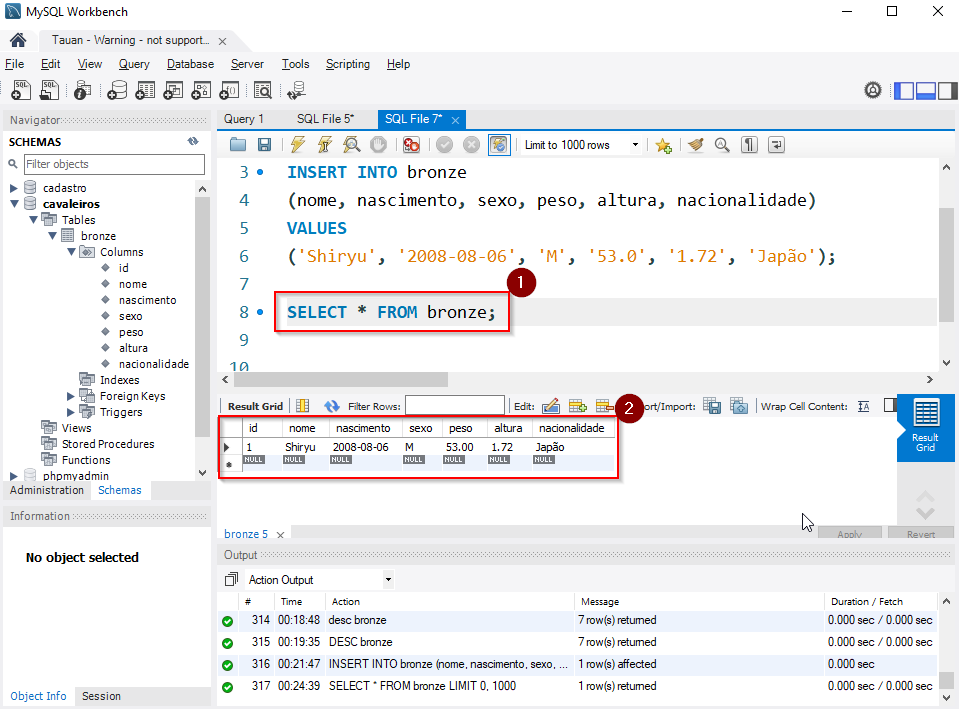 MySQL Workbench
Tauan - Warning - not support...
File Edit View Query Database Server Tools Scripting Help
Navigator
SCHEMAS
Filter objects
cadastro
cavaleiros
Tables
bronze
Columns
id
nome
nascimento
sexo
peso
altura
nacionalidade
Indexes
Foreign Keys
Triggers
Views
Stored Procedures
Functions
phpmyadmin
Administration Schemas
Information
No object selected
Object Info Session
Query 1 SQL File 5* SQL File 7*
Limit to 1000 rows
3 INSERT INTO bronze
4 (nome, nascimento, sexo, peso, altura, nacionalidade)
5 VALUES
6 ('Shiryu', '2008-08-06', 'M', '53.0', '1.72', 'Japão');
7
1
8 SELECT * FROM bronze;
9
10
Result Grid Filter Rows: Edit: 2 ort/Import: Wrap Cell Content:
id nome nascimento sexo peso altura nacionalidade
1 Shiryu 2008-08-06 M 53.00 1.72 Japão
NULL NULL NULL NULL NULL NULL NULL
Result
Grid
bronze 5
Apply Revert
Output
Action Output
# Time Action Message Duration / Fetch
314 00:18:48 desc bronze 7 row(s) returned 0.000 sec / 0.000 sec
315 00:19:35 DESC bronze 7 row(s) returned 0.000 sec / 0.000 sec
316 00:21:47 INSERT INTO bronze (nome, nascimento, sexo, ... 1 row(s) affected 0.000 sec
317 00:24:39 SELECT * FROM bronze LIMIT 0, 1000 1 row(s) returned 0.000 sec / 0.000 sec